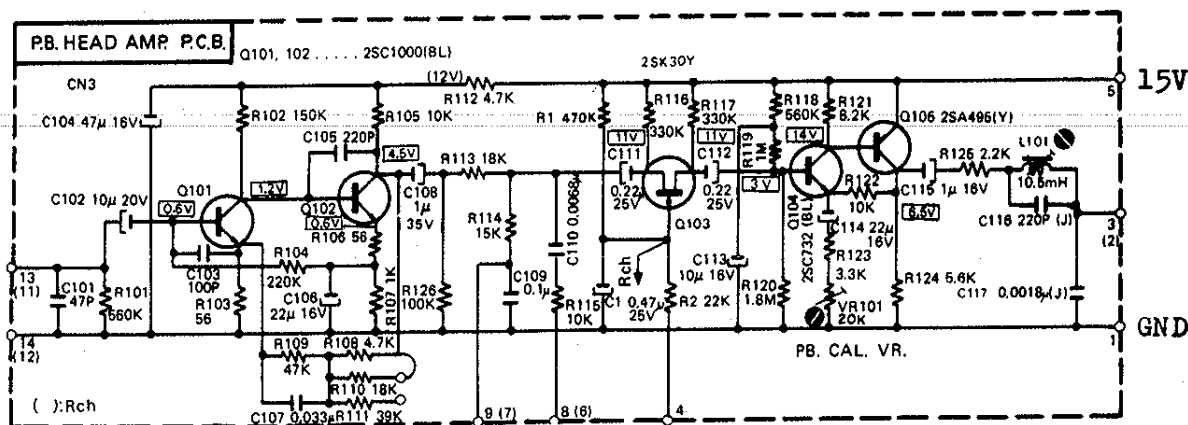 P.B. HEAD AMP. P.C.B.
Q101, 102 ..... 2SC1000(BL)
2SK30Y
15V
CN3
(12V)
5
R112 4.7K
C104 47µ 16V
R102 150K
R105 10K
C105 220P
R1 470K
R116
330K
R117
330K
R118
560K
R119
1M
R121
8.2K
Q105 2SA495(Y)
4.5V
11V
11V
14V
R113 18K
C111
0.22
25V
C112
0.22
25V
R125 2.2K
L101
10.5mH
C102 10µ 20V
Q101
0.6V
1.2V
Q102
0.6V
C108
1µ
35V
R106 56
R114
15K
C110 0.0068µ
Q103
3V
Q104
2SC732 (BL)
R122
10K
C115 1µ 16V
6.5V
C116 220P (J)
3
(2)
C103
100P
R104
220K
Rch
C113
10µ 16V
C114 22µ
16V
13
(11)
C101
47P
R101
560K
R103
56
C106
22µ 16V
R107 1K
R126
100K
C109
0.1µ
R115
10K
C1 0.47µ
25V
R2 22K
R120
1.8M
R123
3.3K
VR101
20K
R124 5.6K
C117 0.0018µ(J)
14
(12)
1
GND
R109
47K
R108 4.7K
PB. CAL. VR.
R110 18K
( ):Rch
C107 0.033µ
R111 39K
9 (7)
8 (6)
4